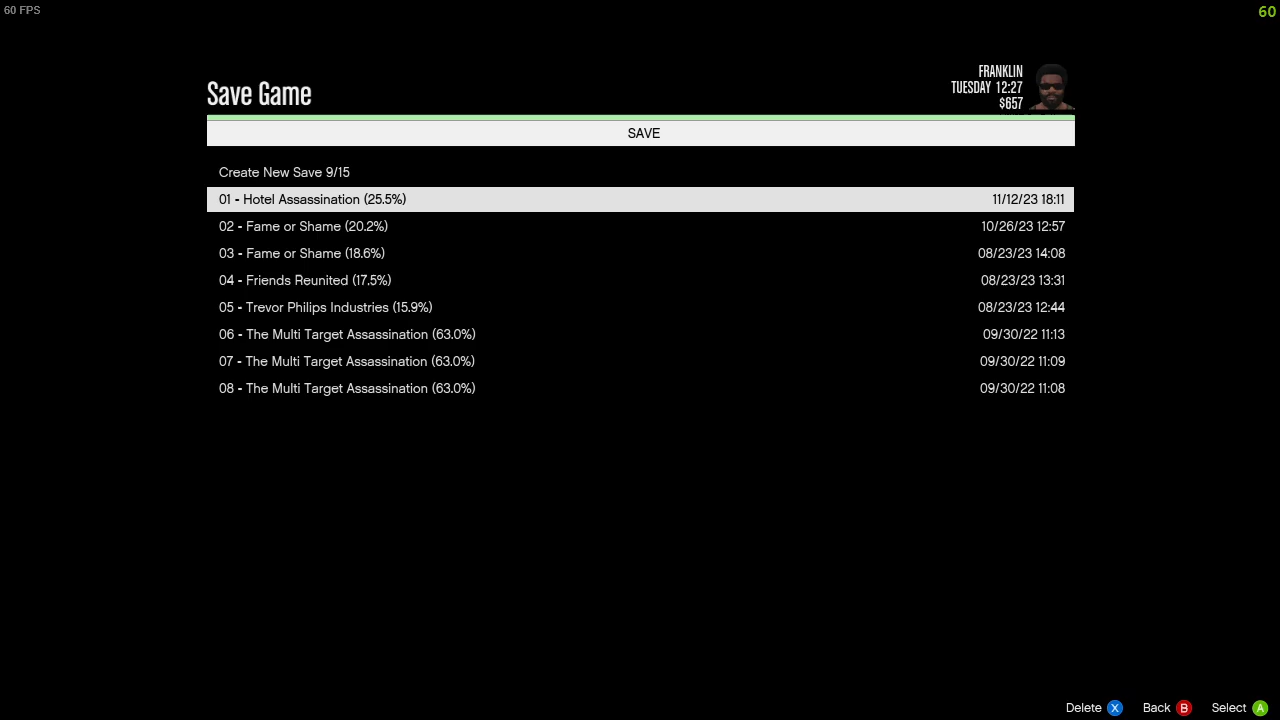 60 FPS
60
Save Game
FRANKLIN
TUESDAY 12:27
$657
SAVE
Create New Save 9/15
01 - Hotel Assassination (25.5%) 11/12/23 18:11
02 - Fame or Shame (20.2%) 10/26/23 12:57
03 - Fame or Shame (18.6%) 08/23/23 14:08
04 - Friends Reunited (17.5%) 08/23/23 13:31
05 - Trevor Philips Industries (15.9%) 08/23/23 12:44
06 - The Multi Target Assassination (63.0%) 09/30/22 11:13
07 - The Multi Target Assassination (63.0%) 09/30/22 11:09
08 - The Multi Target Assassination (63.0%) 09/30/22 11:08
Delete X Back B Select A